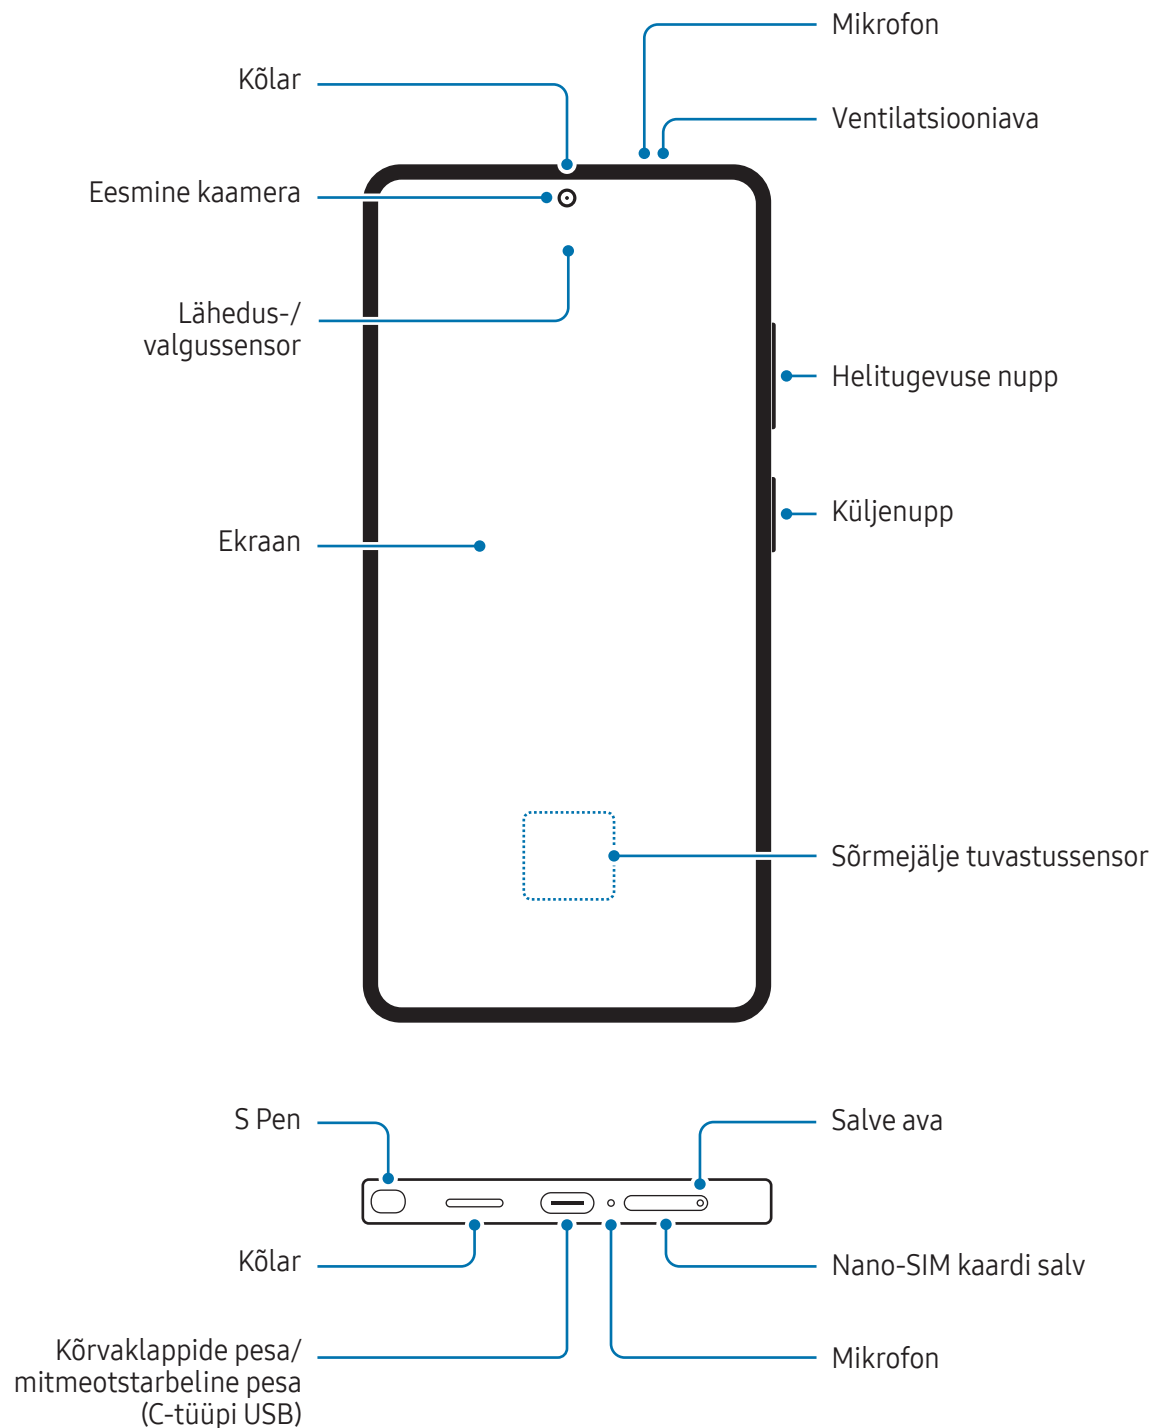 Mikrofon
Kõlar
Ventilatsiooniava
Eesmine kaamera
Lähedus-/
valgussensor
Helitugevuse nupp
Küljenupp
Ekraan
Sõrmejälje tuvastussensor
S Pen
Salve ava
Kõlar
Nano-SIM kaardi salv
Kõrvaklappide pesa/
mitmeotstarbeline pesa
(C-tüüpi USB)
Mikrofon